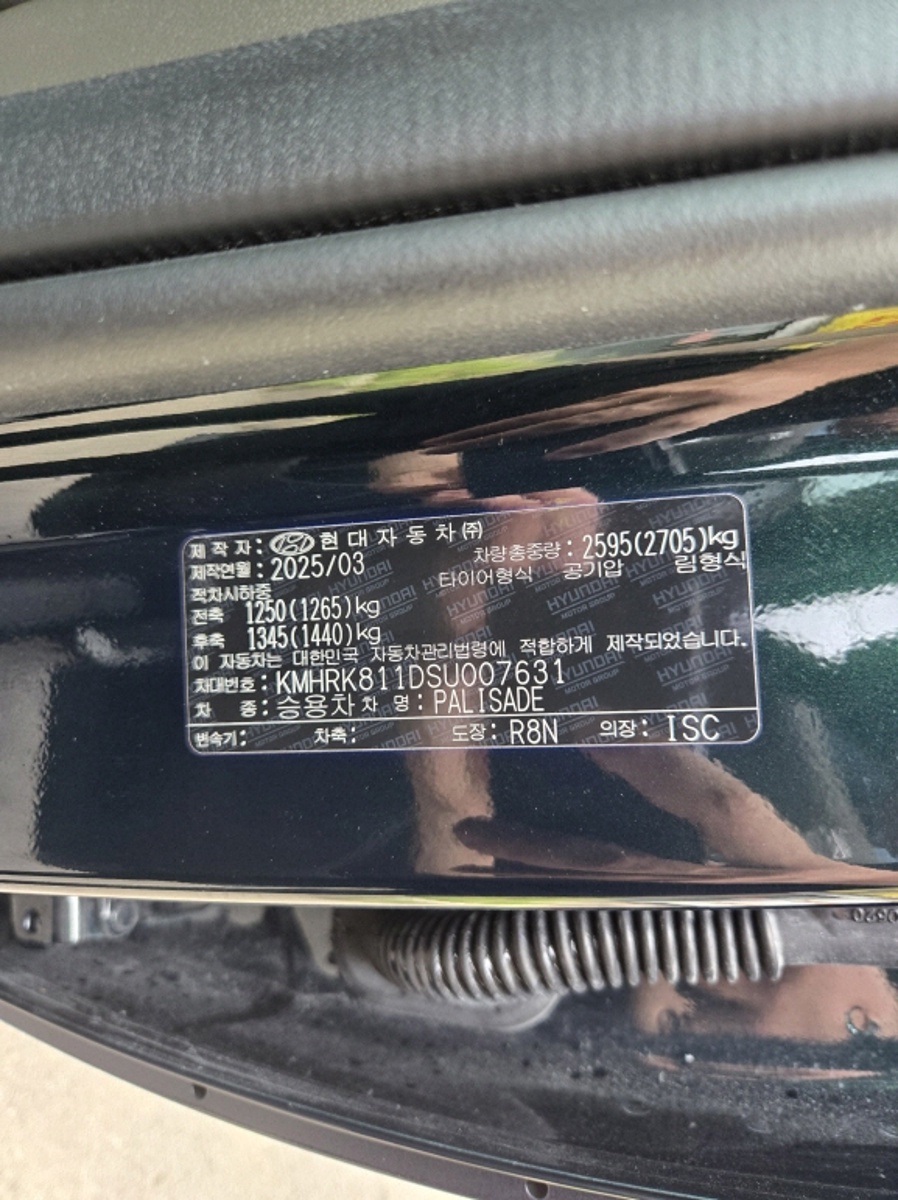 제 작 자 : 현 대 자 동 차 (주)
제작연월 : 2025/03 차량총중량 : 2595(2705)kg
적차시하중 타이어형식 공기압 림형식
전축 1250(1265)kg
후축 1345(1440)kg
이 자동차는 대한민국 자동차관리법령에 적합하게 제작되었습니다.
차대번호 : KMHRK811DSU007631
차 종 : 승용차 차 명 : PALISADE
변속기 : 차축 : 도장 : R8N 의장 : ISC